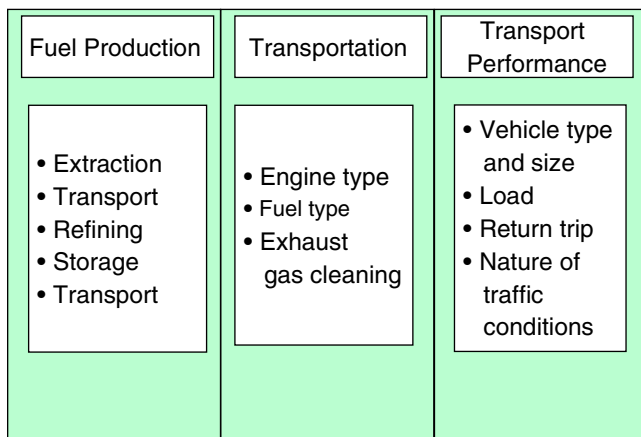 Fuel Production
• Extraction
• Transport
• Refining
• Storage
• Transport
Transportation
• Engine type
• Fuel type
• Exhaust
gas cleaning
Transport
Performance
• Vehicle type
and size
• Load
• Return trip
• Nature of
traffic
conditions